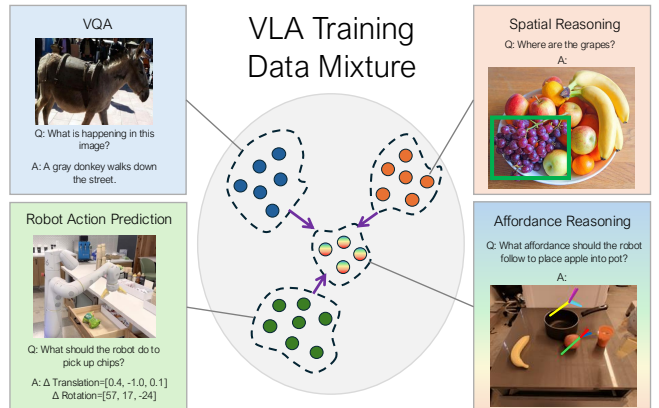 VLA Training
Data Mixture
VQA
Q: What is happening in this
image?
A: A gray donkey walks down
the street.
Spatial Reasoning
Q: Where are the grapes?
A:
Robot Action Prediction
Q: What should the robot do to
pick up chips?
A: Δ Translation=[0.4, -1.0, 0.1]
Δ Rotation=[57, 17, -24]
Affordance Reasoning
Q: What affordance should the robot
follow to place apple into pot?
A: